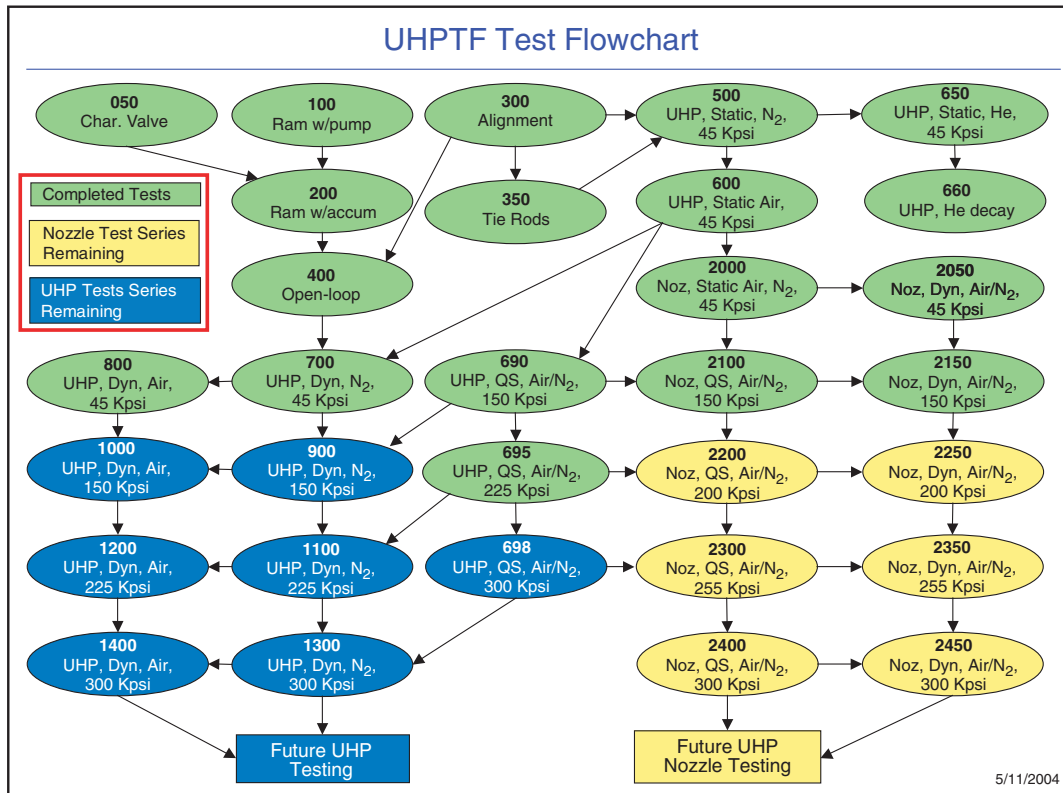 UHPTF Test Flowchart
050
Char. Valve
100
Ram w/pump
300
Alignment
500
UHP, Static, N₂,
45 Kpsi
650
UHP, Static, He,
45 Kpsi
Completed Tests
Nozzle Test Series
Remaining
UHP Tests Series
Remaining
200
Ram w/accum
350
Tie Rods
600
UHP, Static Air,
45 Kpsi
660
UHP, He decay
400
Open-loop
2000
Noz, Static Air, N₂,
45 Kpsi
2050
Noz, Dyn, Air/N₂,
45 Kpsi
800
UHP, Dyn, Air,
45 Kpsi
700
UHP, Dyn, N₂,
45 Kpsi
690
UHP, QS, Air/N₂,
150 Kpsi
2100
Noz, QS, Air/N₂,
150 Kpsi
2150
Noz, Dyn, Air/N₂,
150 Kpsi
1000
UHP, Dyn, Air,
150 Kpsi
900
UHP, Dyn, N₂,
150 Kpsi
695
UHP, QS, Air/N₂,
225 Kpsi
2200
Noz, QS, Air/N₂,
200 Kpsi
2250
Noz, Dyn, Air/N₂,
200 Kpsi
1200
UHP, Dyn, Air,
225 Kpsi
1100
UHP, Dyn, N₂,
225 Kpsi
698
UHP, QS, Air/N₂,
300 Kpsi
2300
Noz, QS, Air/N₂,
255 Kpsi
2350
Noz, Dyn, Air/N₂,
255 Kpsi
1400
UHP, Dyn, Air,
300 Kpsi
1300
UHP, Dyn, N₂,
300 Kpsi
2400
Noz, QS, Air/N₂,
300 Kpsi
2450
Noz, Dyn, Air/N₂,
300 Kpsi
Future UHP
Testing
Future UHP
Nozzle Testing
5/11/2004